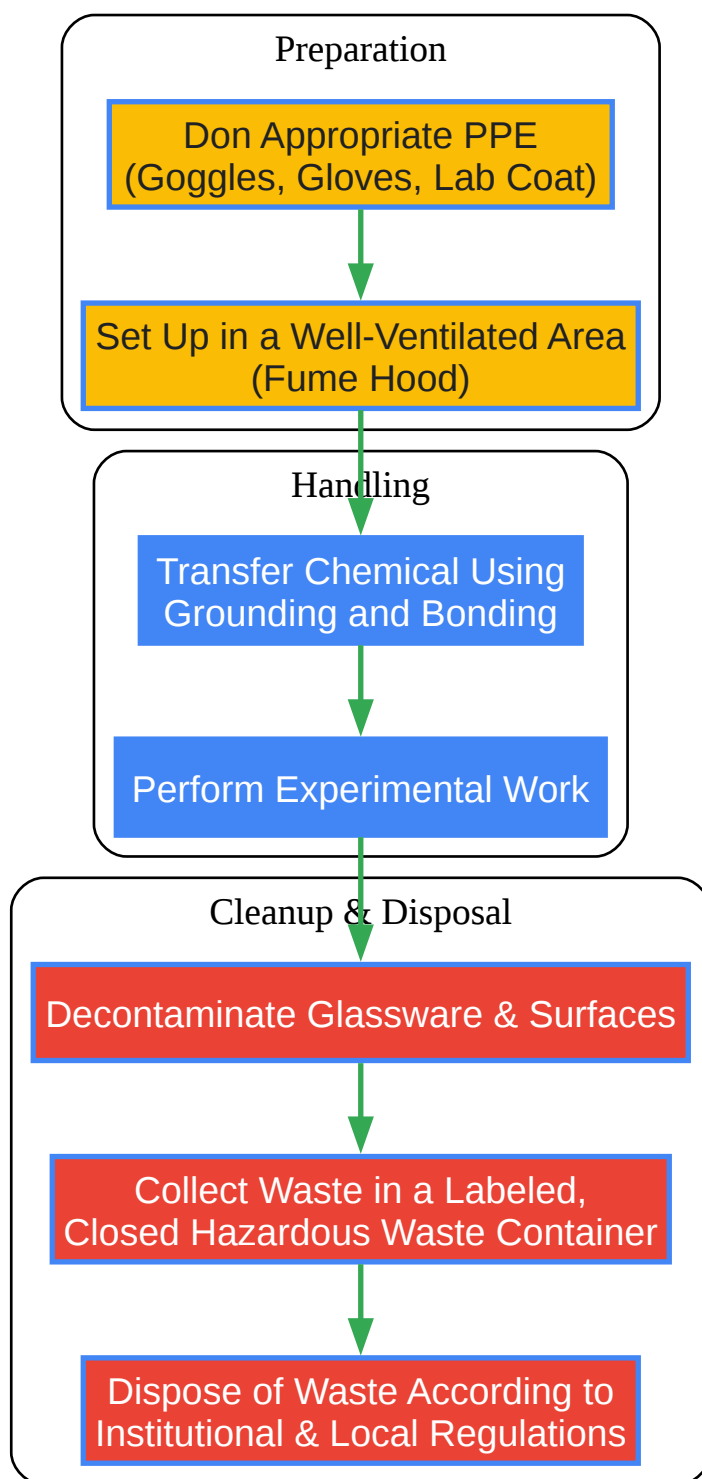 Preparation
Don Appropriate PPE
(Goggles, Gloves, Lab Coat)
Set Up in a Well-Ventilated Area
(Fume Hood)
Handling
Transfer Chemical Using
Grounding and Bonding
Perform Experimental Work
Cleanup & Disposal
Decontaminate Glassware & Surfaces
Collect Waste in a Labeled,
Closed Hazardous Waste Container
Dispose of Waste According to
Institutional & Local Regulations